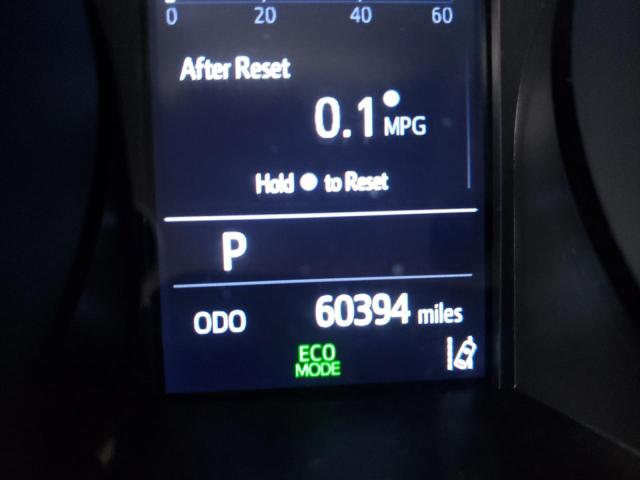 0 20 40 60
After Reset
0.1 MPG
Hold ● to Reset
P
ODO 60394 miles
ECO
MODE